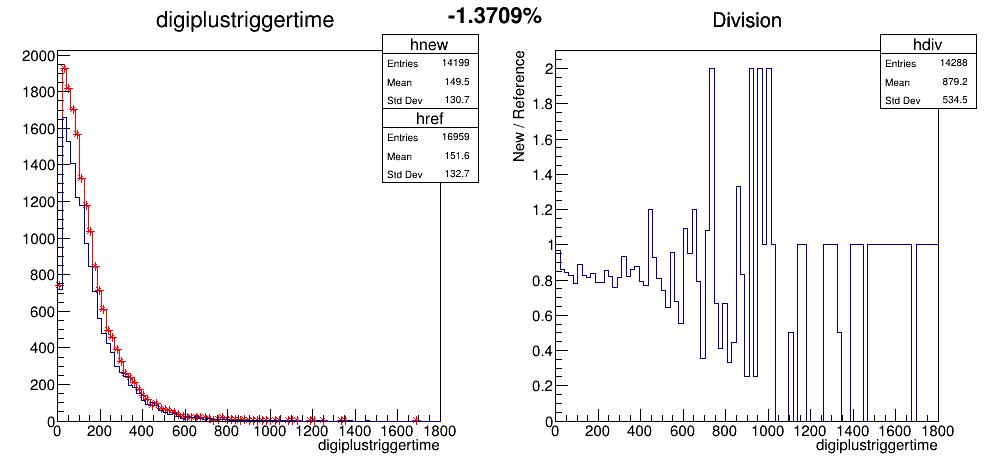 digiplustriggertime
-1.3709%
Division
hnew
Entries 14199
Mean 149.5
Std Dev 130.7
href
Entries 16959
Mean 151.6
Std Dev 132.7
2000
1800
1600
1400
1200
1000
800
600
400
200
0
0 200 400 600 800 1000 1200 1400 1600 1800
digiplustriggertime
hdiv
Entries 14288
Mean 879.2
Std Dev 534.5
New / Reference
2
1.8
1.6
1.4
1.2
1
0.8
0.6
0.4
0.2
0
0 200 400 600 800 1000 1200 1400 1600 1800
digiplustriggertime